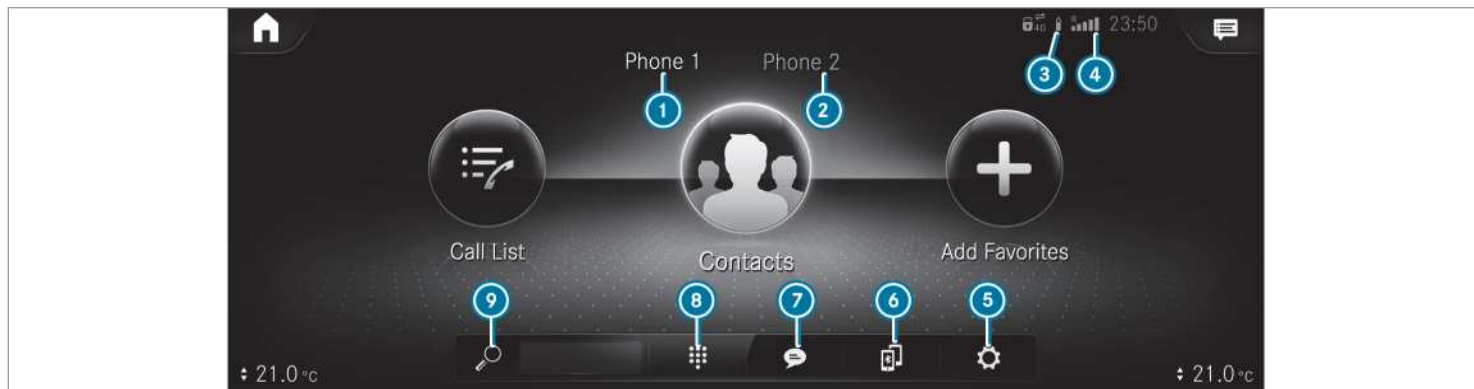 4G R 23:50
Phone 1 Phone 2
1 2 3 4
Call List Contacts Add Favorites
9 8 7 6 5
21.0 °C 21.0 °C